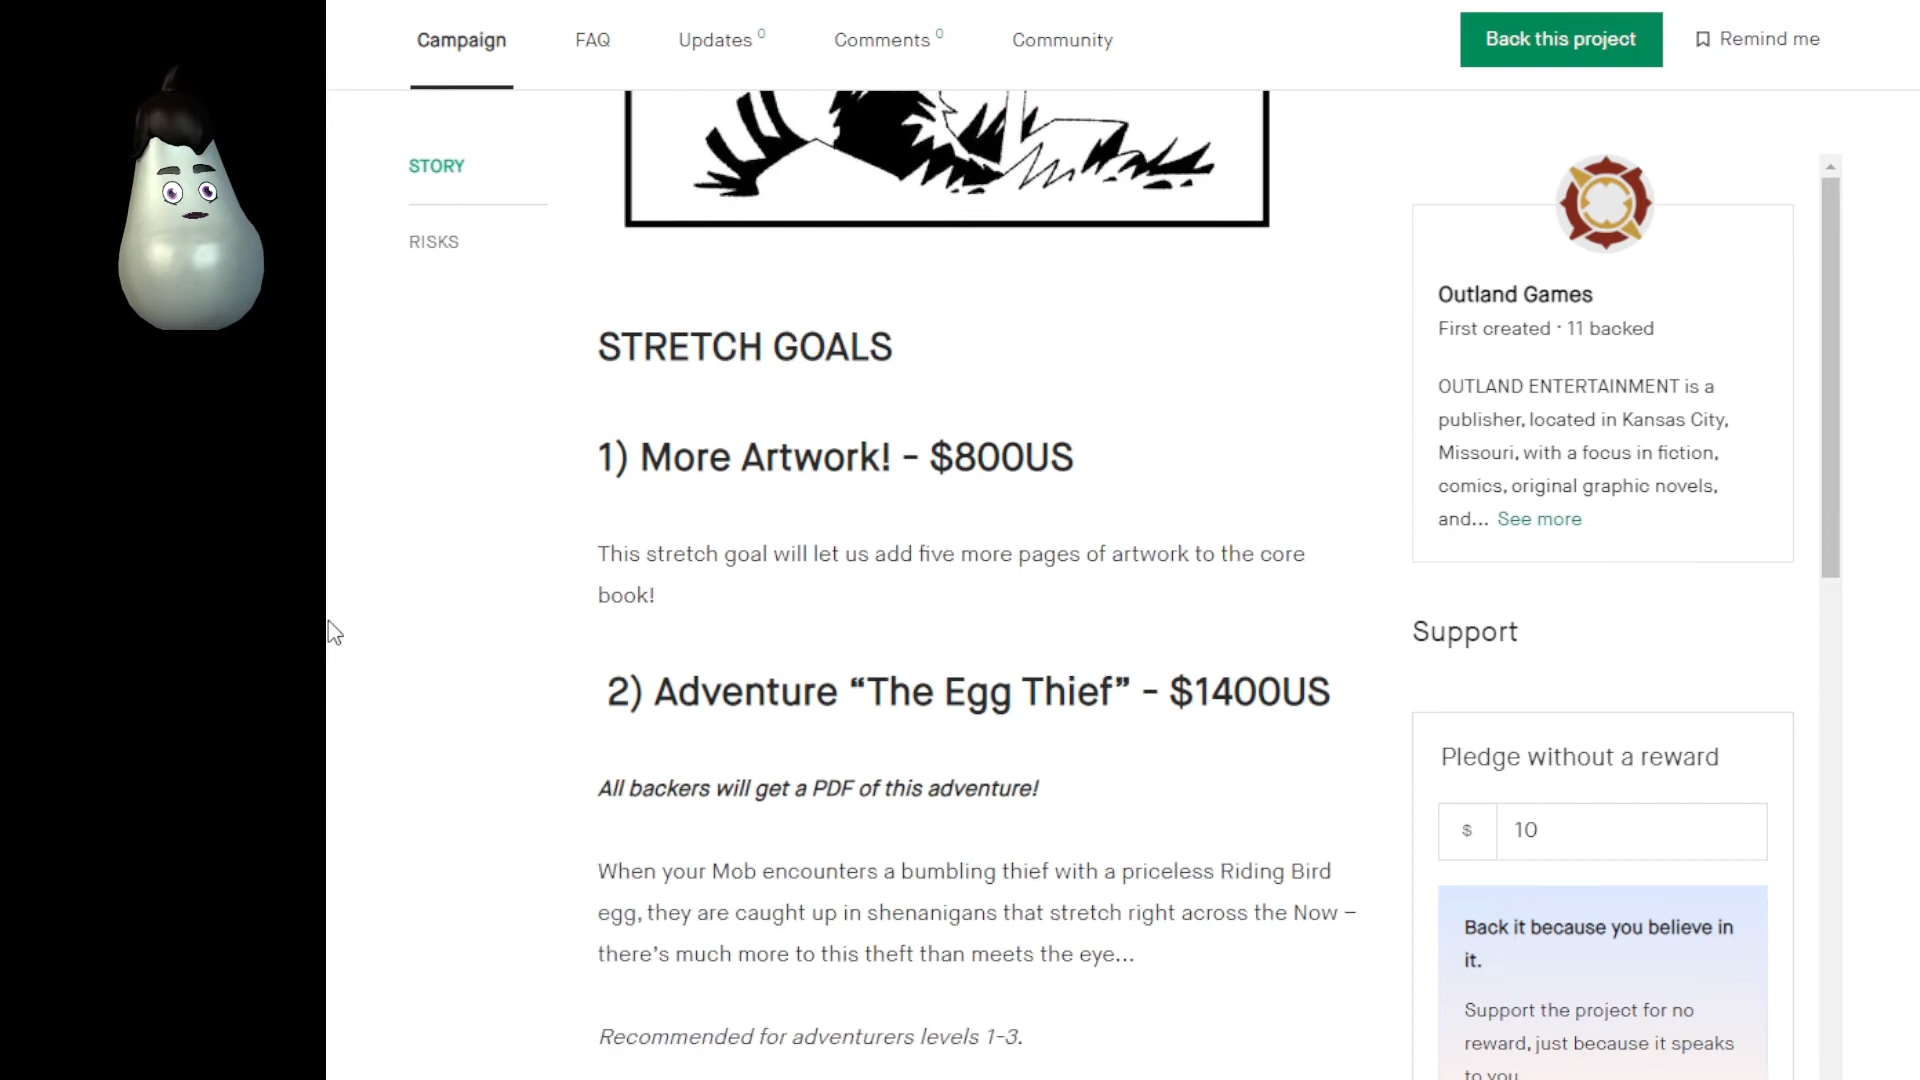 Campaign
FAQ
Updates 0
Comments 0
Community
Back this project
Remind me
STORY
RISKS
STRETCH GOALS
1) More Artwork! - $800US
This stretch goal will let us add five more pages of artwork to the core
book!
2) Adventure “The Egg Thief” - $1400US
All backers will get a PDF of this adventure!
When your Mob encounters a bumbling thief with a priceless Riding Bird
egg, they are caught up in shenanigans that stretch right across the Now –
there’s much more to this theft than meets the eye...
Recommended for adventurers levels 1-3.
Outland Games
First created · 11 backed
OUTLAND ENTERTAINMENT is a
publisher, located in Kansas City,
Missouri, with a focus in fiction,
comics, original graphic novels,
and... See more
Support
Pledge without a reward
$ 10
Back it because you believe in
it.
Support the project for no
reward, just because it speaks
to you